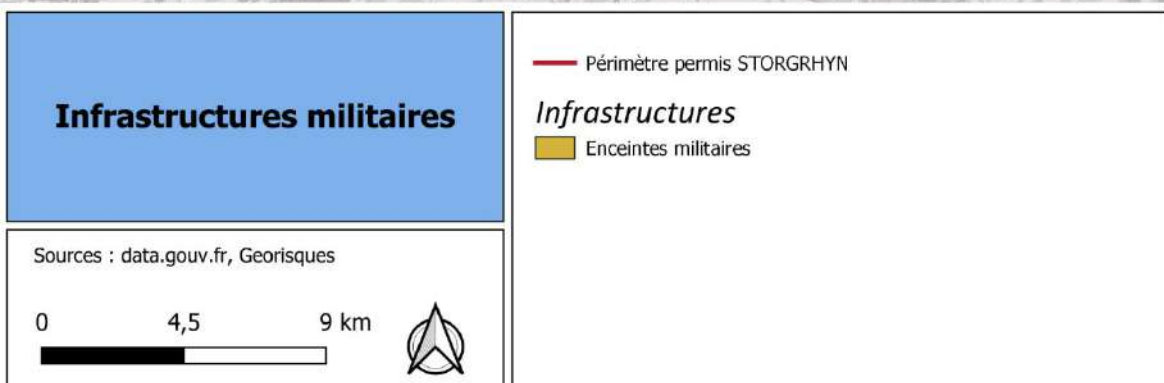 Infrastructures militaires
Sources : data.gouv.fr, Georisques
0 4,5 9 km
Périmètre permis STORGRHYN
Infrastructures
Enceintes militaires